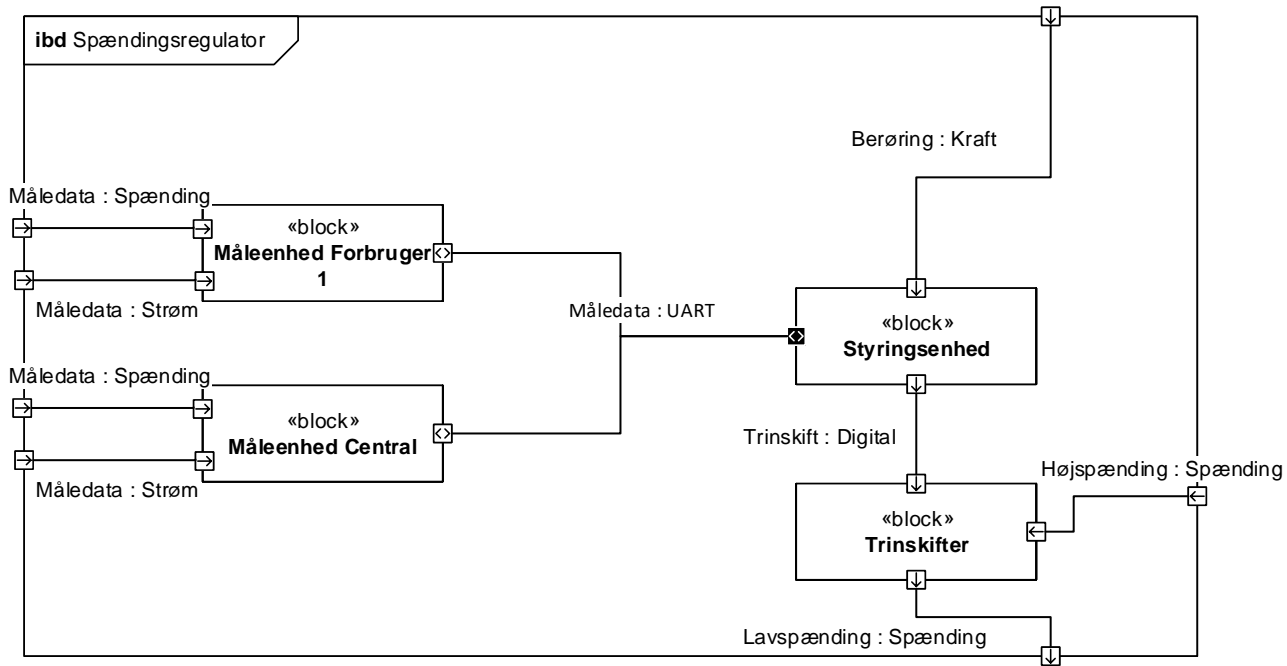 ibd Spændingsregulator
Berøring : Kraft
Måledata : Spænding
«block»
Måleenhed Forbruger
1
Måledata : Strøm
Måledata : UART
«block»
Styringsenhed
Måledata : Spænding
«block»
Måleenhed Central
Måledata : Strøm
Trinskift : Digital
Højspænding : Spænding
«block»
Trinskifter
Lavspænding : Spænding